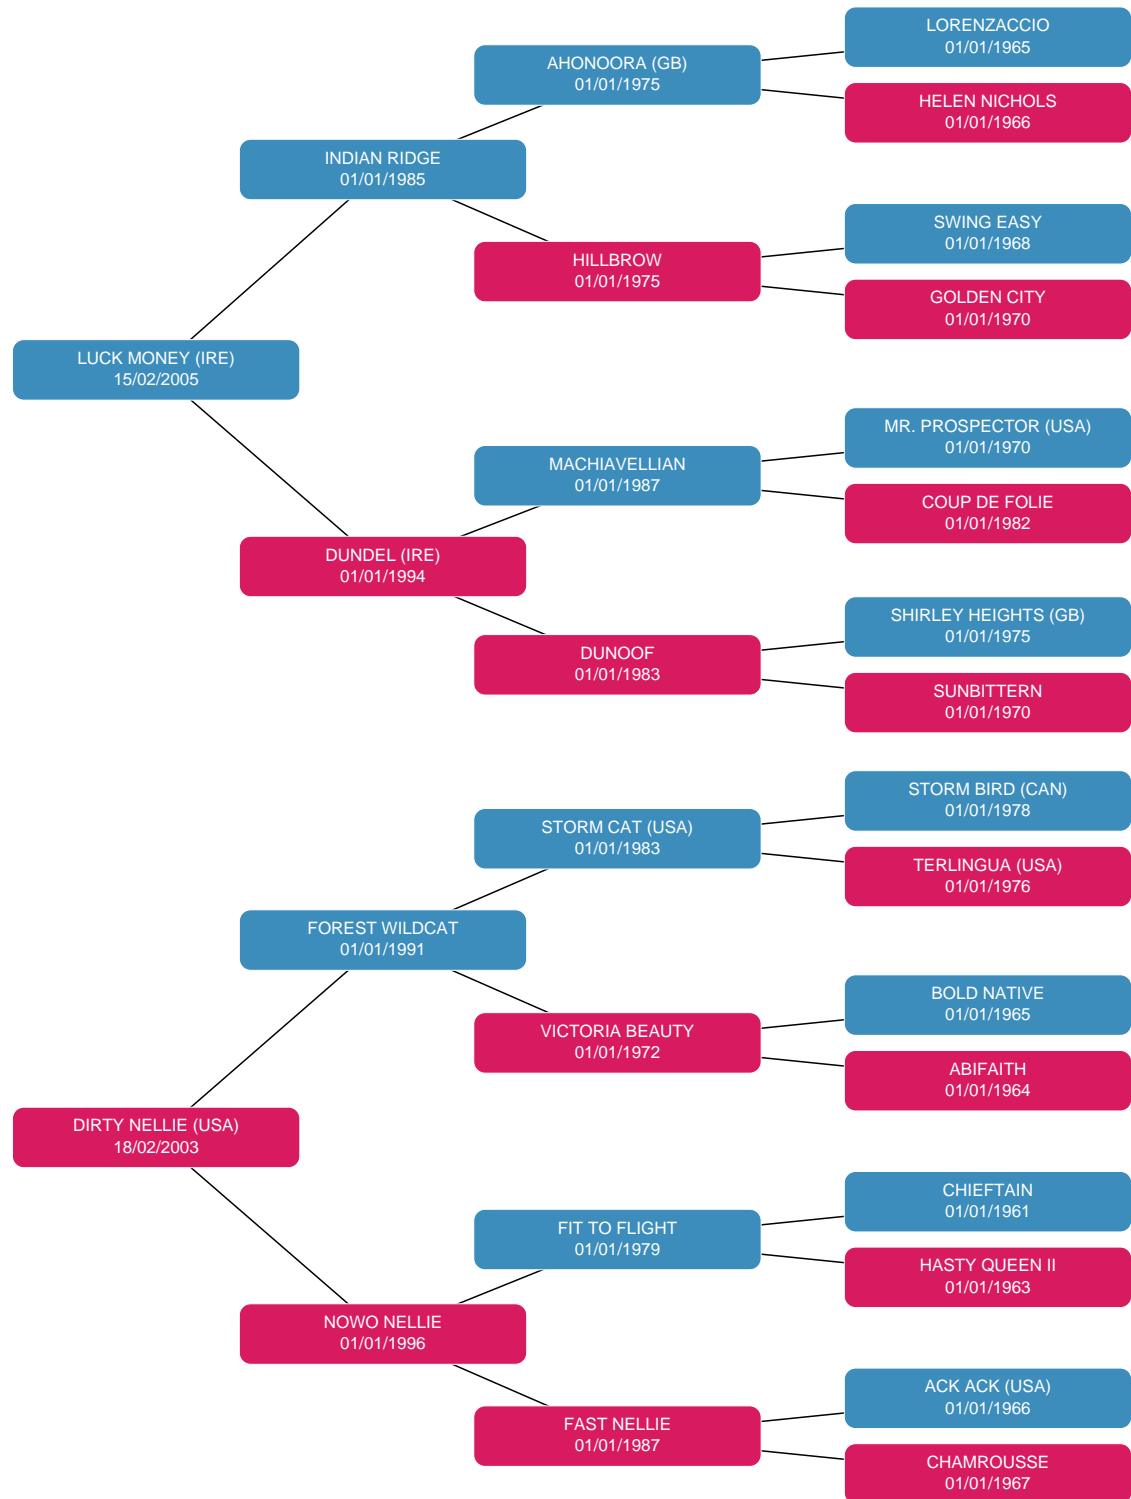 LORENZACCIO
01/01/1965
AHONOORA (GB)
01/01/1975
HELEN NICHOLS
01/01/1966
INDIAN RIDGE
01/01/1985
SWING EASY
01/01/1968
HILLBROW
01/01/1975
GOLDEN CITY
01/01/1970
LUCK MONEY (IRE)
15/02/2005
MR. PROSPECTOR (USA)
01/01/1970
MACHIAVELLIAN
01/01/1987
COUP DE FOLIE
01/01/1982
DUNDEL (IRE)
01/01/1994
SHIRLEY HEIGHTS (GB)
01/01/1975
DUNOOF
01/01/1983
SUNBITTERN
01/01/1970
STORM BIRD (CAN)
01/01/1978
STORM CAT (USA)
01/01/1983
TERLINGUA (USA)
01/01/1976
FOREST WILDCAT
01/01/1991
BOLD NATIVE
01/01/1965
VICTORIA BEAUTY
01/01/1972
ABIFAITH
01/01/1964
DIRTY NELLIE (USA)
18/02/2003
CHIEFTAIN
01/01/1961
FIT TO FLIGHT
01/01/1979
HASTY QUEEN II
01/01/1963
NOWO NELLIE
01/01/1996
ACK ACK (USA)
01/01/1966
FAST NELLIE
01/01/1987
CHAMROUSSE
01/01/1967